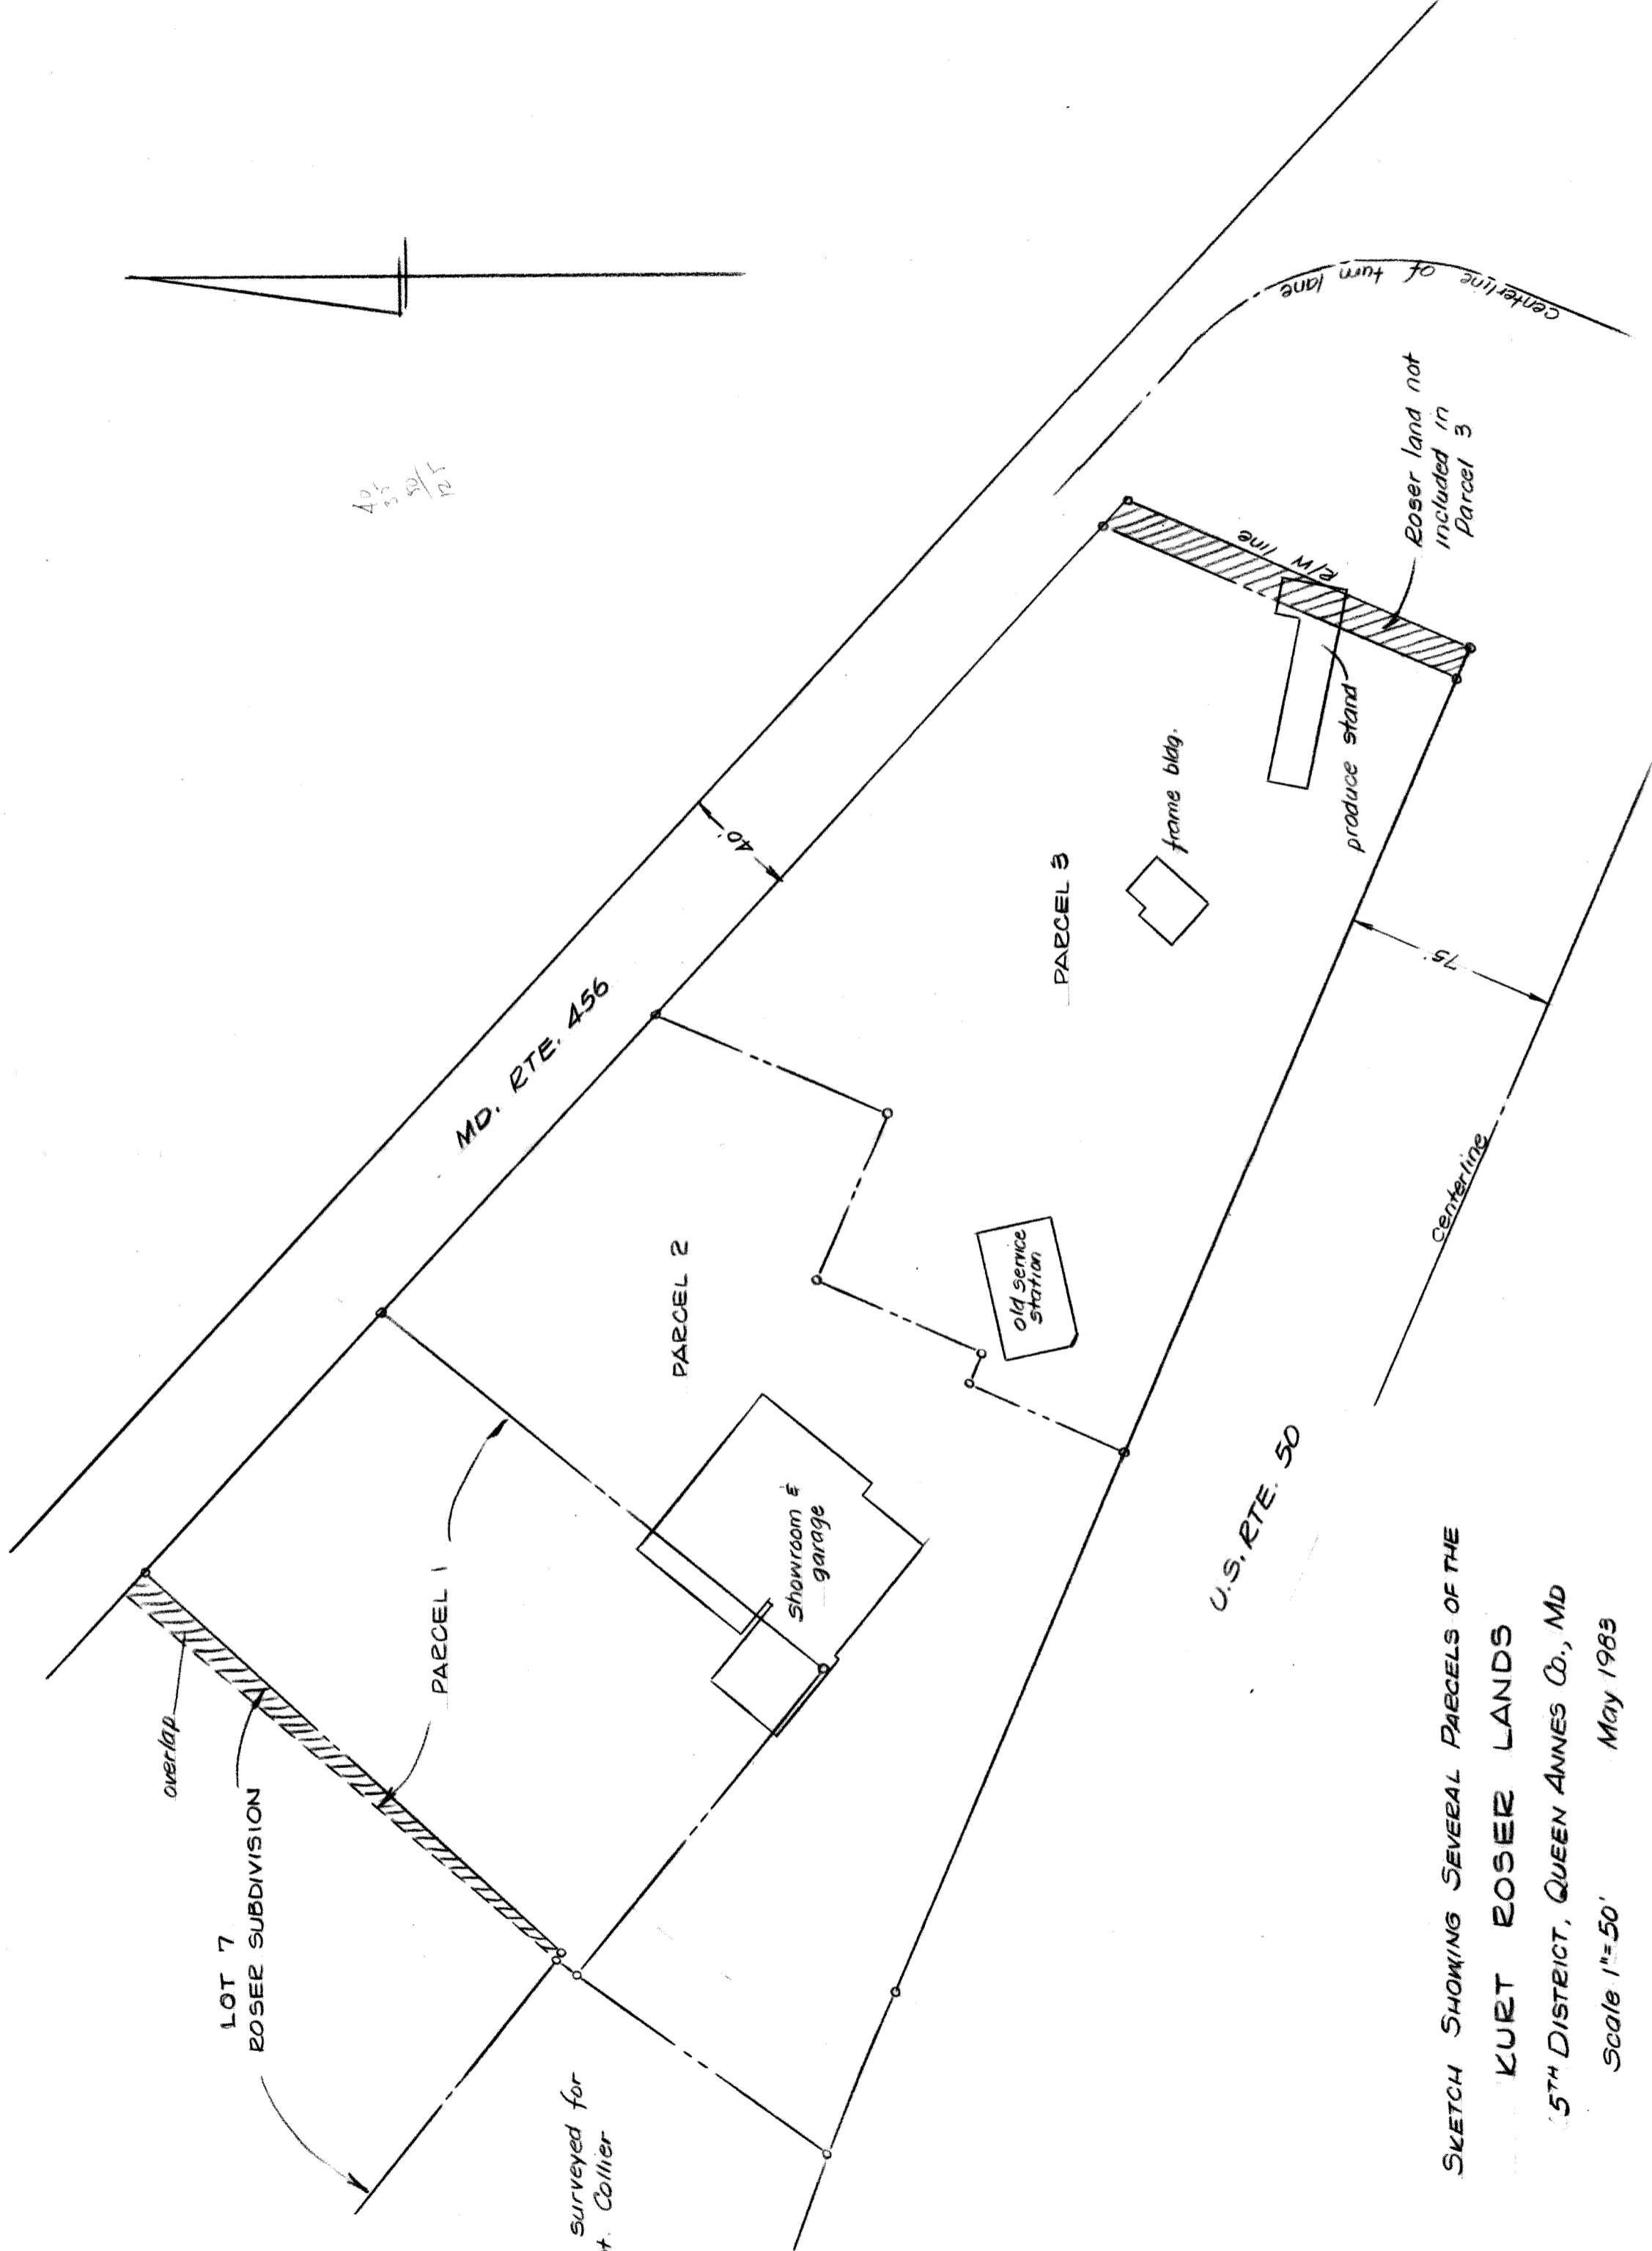 LOT 7
ROSER SUBDIVISION
overlap
PARCEL 1
surveyed for
t. Collier
MD. RTE. 456
40'
PARCEL 2
showroom &
garage
Old service
station
PARCEL 3
frame bldg.
produce stand
R/W line
Roser land not
included in
Parcel 3
centerline of turn lane
75'
Centerline
U.S. RTE. 50
SKETCH SHOWING SEVERAL PARCELS OF THE
KURT ROSER LANDS
5TH DISTRICT, QUEEN ANNES CO., MD
Scale 1"=50' May 1983